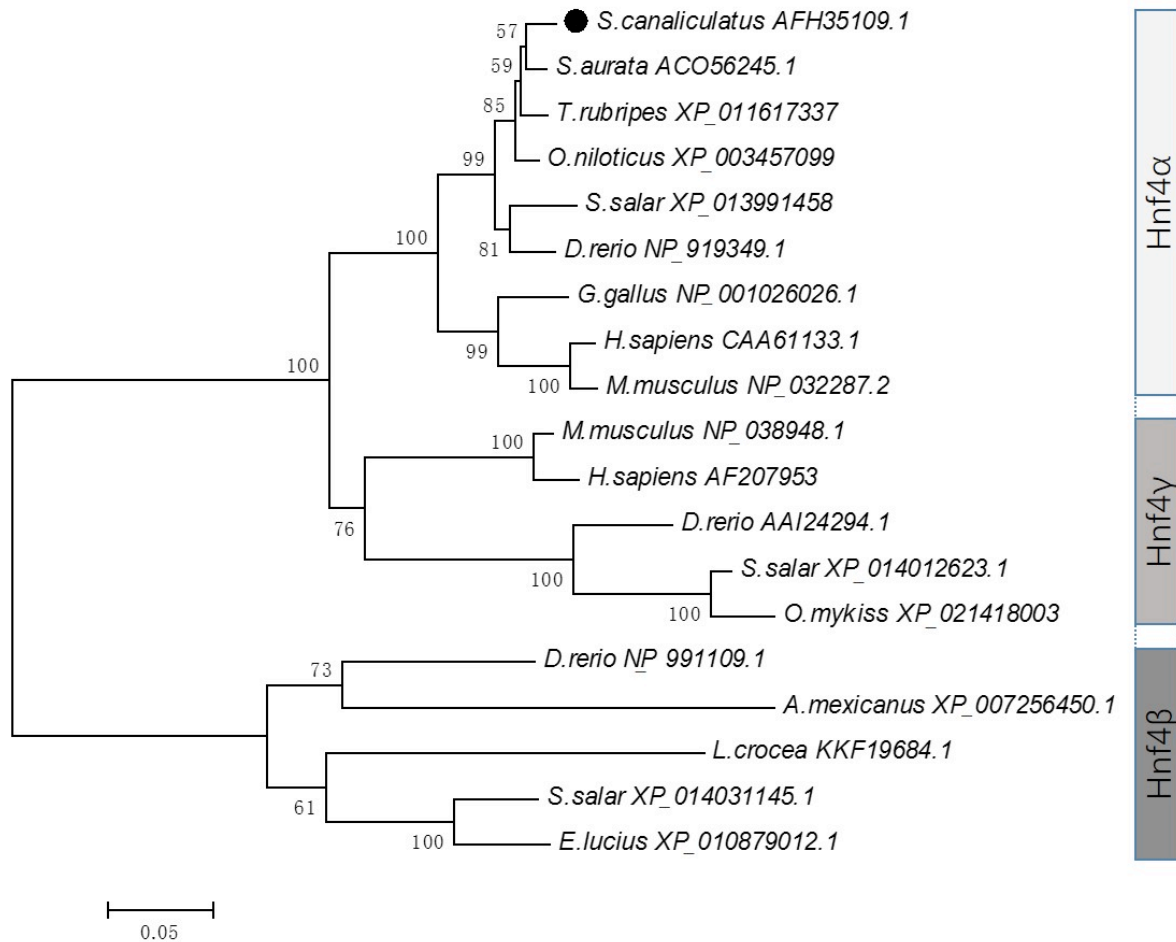 57
S.canaliculatus AFH35109.1
59
S.aurata ACO56245.1
85
T.rubripes XP_011617337
99
O.niloticus XP_003457099
S.salar XP_013991458
100
81
D.rerio NP_919349.1
G.gallus NP_001026026.1
99
H.sapiens CAA61133.1
100
100
M.musculus NP_032287.2
Hnf4α
M.musculus NP_038948.1
100
H.sapiens AF207953
76
D.rerio AAI24294.1
100
S.salar XP_014012623.1
100
O.mykiss XP_021418003
Hnf4γ
D.rerio NP_991109.1
73
A.mexicanus XP_007256450.1
L.crocea KKF19684.1
61
S.salar XP_014031145.1
100
E.lucius XP_010879012.1
Hnf4β
0.05